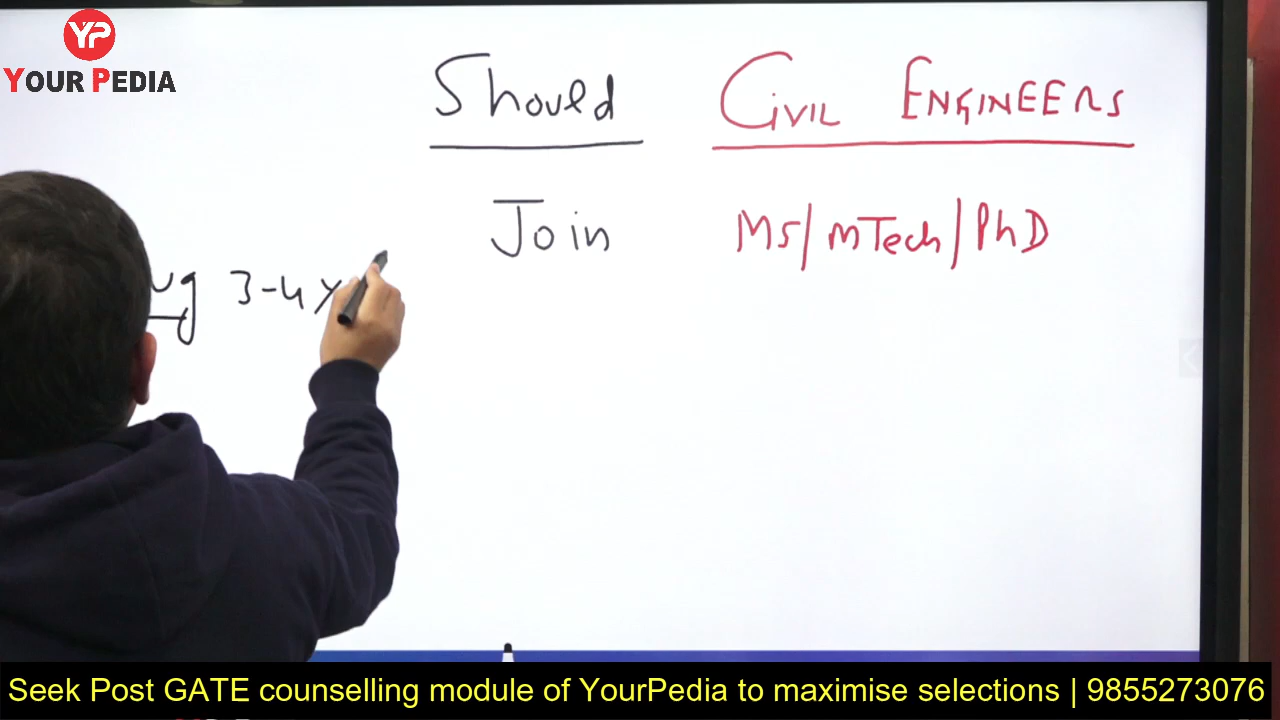 YP
YOUR PEDIA
Should CIVIL ENGINEERS
Join MS/MTech/PhD
3-4 Y
Seek Post GATE counselling module of YourPedia to maximise selections | 9855273076